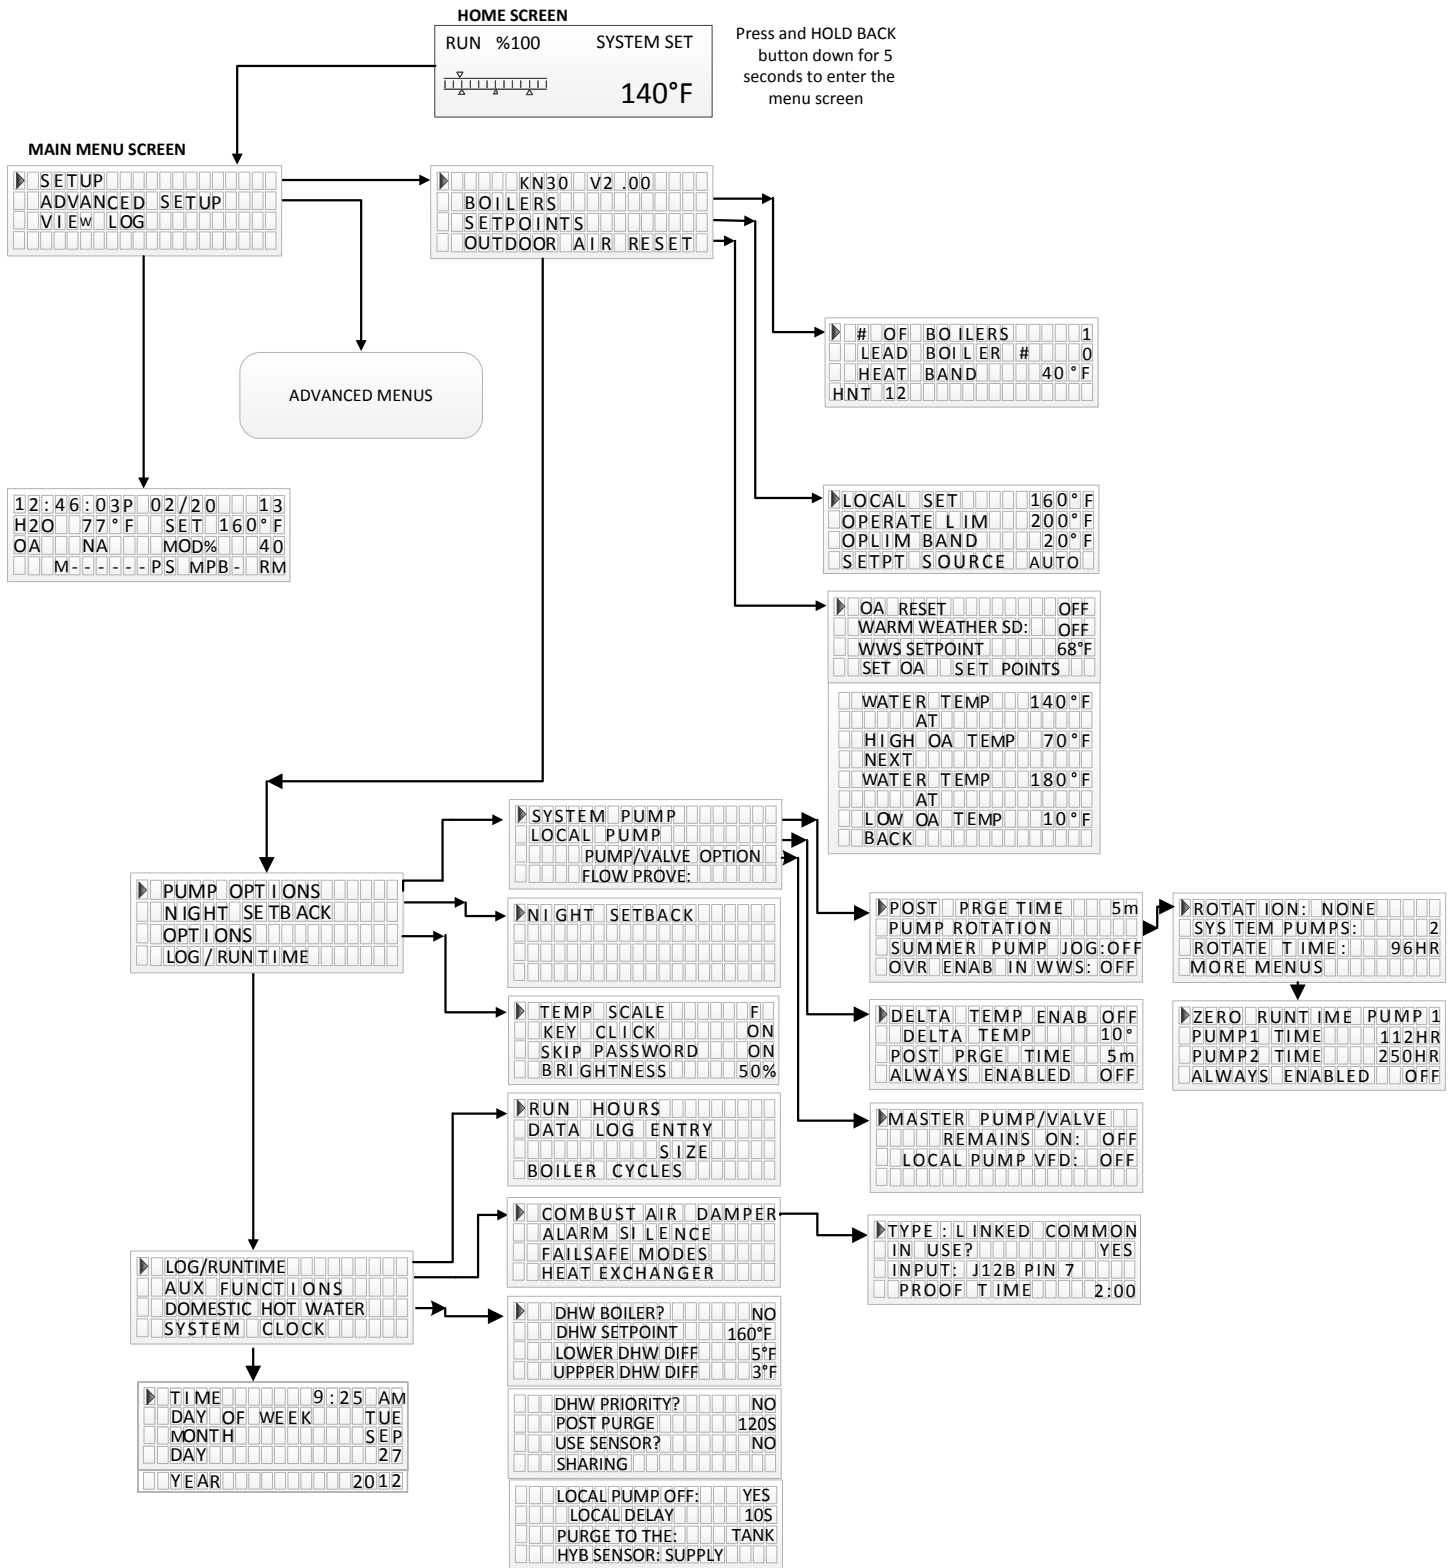 HOME SCREEN
RUN %100 SYSTEM SET
140°F
Press and HOLD BACK
button down for 5
seconds to enter the
menu screen
MAIN MENU SCREEN
SETUP
ADVANCED SETUP
VIEW LOG
KN30 V2.00
BOILERS
SETPOINTS
OUTDOOR AIR RESET
# OF BOILERS 1
LEAD BOILER # 0
HEAT BAND 40°F
HNT 12
ADVANCED MENUS
12:46:03P 02/20 13
H2O 77°F SET 160°F
OA NA MOD% 40
M------PS MPB- RM
LOCAL SET 160°F
OPERATE LIM 200°F
OPLIM BAND 20°F
SETPT SOURCE AUTO
OA RESET OFF
WARM WEATHER SD: OFF
WWS SETPOINT 68°F
SET OA SET POINTS
WATER TEMP 140°F
AT
HIGH OA TEMP 70°F
NEXT
WATER TEMP 180°F
AT
LOW OA TEMP 10°F
BACK
SYSTEM PUMP
LOCAL PUMP
PUMP/VALVE OPTION
FLOW PROVE:
PUMP OPTIONS
NIGHT SETBACK
OPTIONS
LOG/RUNTIME
NIGHT SETBACK
POST PRGE TIME 5m
PUMP ROTATION
SUMMER PUMP JOG:OFF
OVR ENAB IN WWS: OFF
ROTATION: NONE
SYSTEM PUMPS: 2
ROTATE TIME: 96HR
MORE MENUS
TEMP SCALE F
KEY CLICK ON
SKIP PASSWORD ON
BRIGHTNESS 50%
DELTA TEMP ENAB OFF
DELTA TEMP 10°
POST PRGE TIME 5m
ALWAYS ENABLED OFF
ZERO RUNTIME PUMP 1
PUMP1 TIME 112HR
PUMP2 TIME 250HR
ALWAYS ENABLED OFF
RUN HOURS
DATA LOG ENTRY
SIZE
BOILER CYCLES
MASTER PUMP/VALVE
REMAINS ON: OFF
LOCAL PUMP VFD: OFF
COMBUST AIR DAMPER
ALARM SILENCE
FAILSAFE MODES
HEAT EXCHANGER
TYPE: LINKED COMMON
IN USE? YES
INPUT: J12B PIN 7
PROOF TIME 2:00
LOG/RUNTIME
AUX FUNCTIONS
DOMESTIC HOT WATER
SYSTEM CLOCK
DHW BOILER? NO
DHW SETPOINT 160°F
LOWER DHW DIFF 5°F
UPPPER DHW DIFF 3°F
TIME 9:25 AM
DAY OF WEEK TUE
MONTH SEP
DAY 27
YEAR 2012
DHW PRIORITY? NO
POST PURGE 120S
USE SENSOR? NO
SHARING
LOCAL PUMP OFF: YES
LOCAL DELAY 10S
PURGE TO THE: TANK
HYB SENSOR: SUPPLY